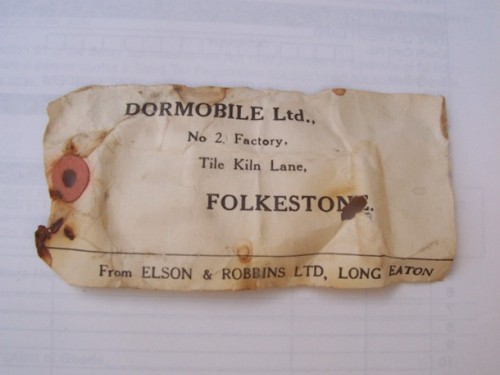 DORMOBILE Ltd.,
No 2. Factory,
Tile Kiln Lane,
FOLKESTONE.
From ELSON & ROBBINS LTD, LONG EATON